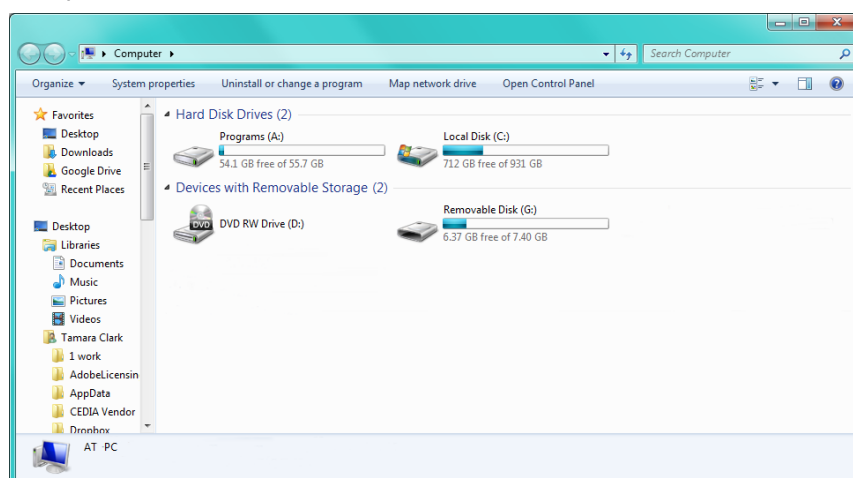 Computer
Search Computer
Organize
System properties
Uninstall or change a program
Map network drive
Open Control Panel
Favorites
Desktop
Downloads
Google Drive
Recent Places
Desktop
Libraries
Documents
Music
Pictures
Videos
Tamara Clark
1 work
AdobeLicensin
AppData
CEDIA Vendor
Dropbox
Hard Disk Drives (2)
Programs (A:)
54.1 GB free of 55.7 GB
Local Disk (C:)
712 GB free of 931 GB
Devices with Removable Storage (2)
DVD RW Drive (D:)
DVD
Removable Disk (G:)
6.37 GB free of 7.40 GB
AT -PC